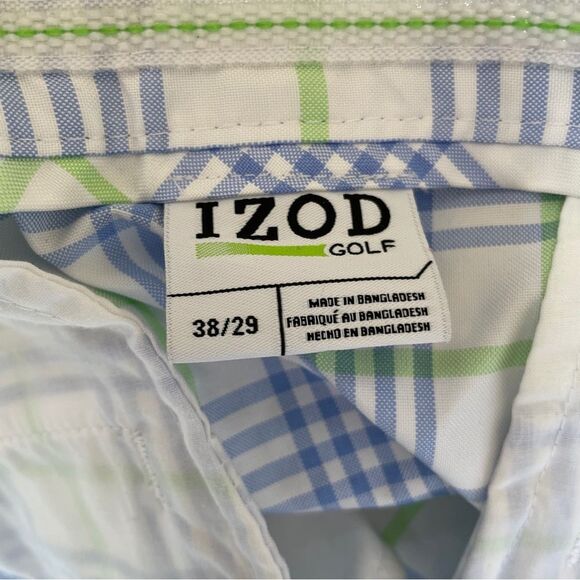 IZOD
GOLF
38/29
MADE IN BANGLADESH
FABRIQUÉ AU BANGLADESH
HECHO EN BANGLADESH